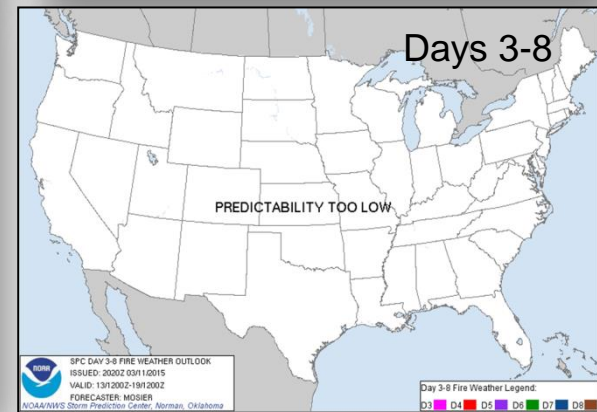 Days 3-8
PREDICTABILITY TOO LOW
NOAA
SPC DAY 3-8 FIRE WEATHER OUTLOOK
ISSUED: 2020Z 03/11/2015
VALID: 13/1200Z-19/1200Z
FORECASTER: MOSIER
NOAA/NWS Storm Prediction Center, Norman, Oklahoma
Day 3-8 Fire Weather Legend:
D3 D4 D5 D6 D7 D8